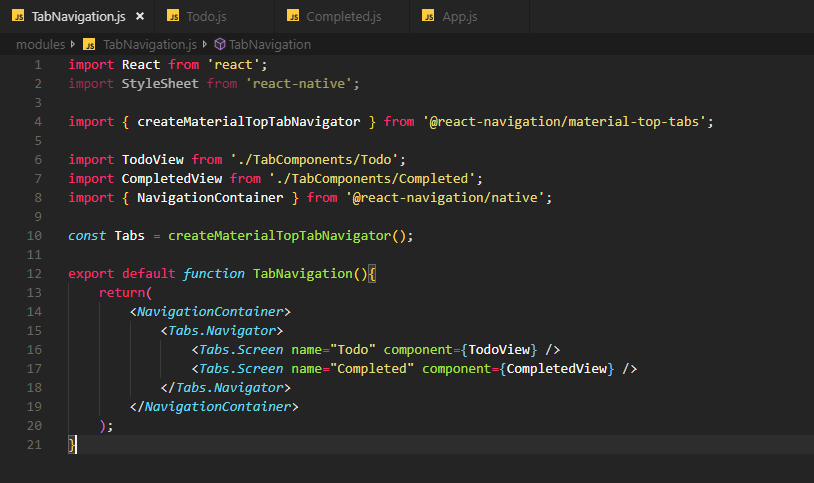 JS TabNavigation.js × JS Todo.js JS Completed.js JS App.js
modules JS TabNavigation.js TabNavigation
1 import React from 'react';
2 import StyleSheet from 'react-native';
3
4 import { createMaterialTopTabNavigator } from '@react-navigation/material-top-tabs';
5
6 import TodoView from './TabComponents/Todo';
7 import CompletedView from './TabComponents/Completed';
8 import { NavigationContainer } from '@react-navigation/native';
9
10 const Tabs = createMaterialTopTabNavigator();
11
12 export default function TabNavigation(){
13 return(
14 <NavigationContainer>
15 <Tabs.Navigator>
16 <Tabs.Screen name="Todo" component={TodoView} />
17 <Tabs.Screen name="Completed" component={CompletedView} />
18 </Tabs.Navigator>
19 </NavigationContainer>
20 );
21 }